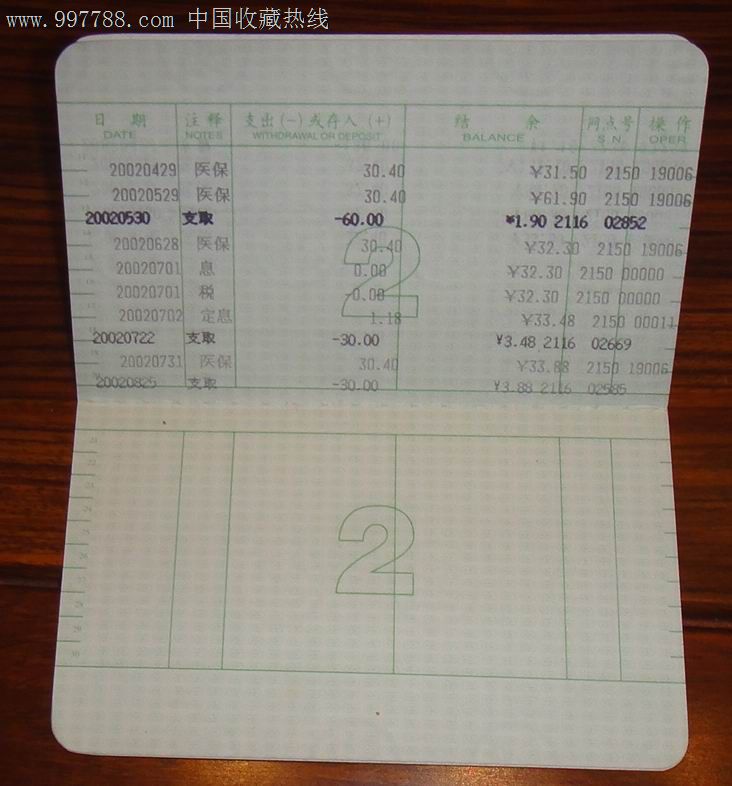 www.997788.com 中国收藏热线
日 期 注 释 支出(-)或存入(+) 结 余 网点号 操 作
DATE NOTES WITHDRAWAL OR DEPOSIT BALANCE S.N. OPER
20020429 医保 30.40 ¥31.50 2150 19006
20020529 医保 30.40 ¥61.90 2150 19006
20020530 支取 -60.00 ¥1.90 2116 02852
20020628 医保 30.40 ¥32.30 2150 19006
20020701 息 0.00 ¥32.30 2150 00000
20020701 税 -0.00 ¥32.30 2150 00000
20020702 定息 1.18 ¥33.48 2150 00011
20020722 支取 -30.00 ¥3.48 2116 02669
20020731 医保 30.40 ¥33.88 2150 19006
20020825 支取 -30.00 ¥3.88 2116 02585
2
2